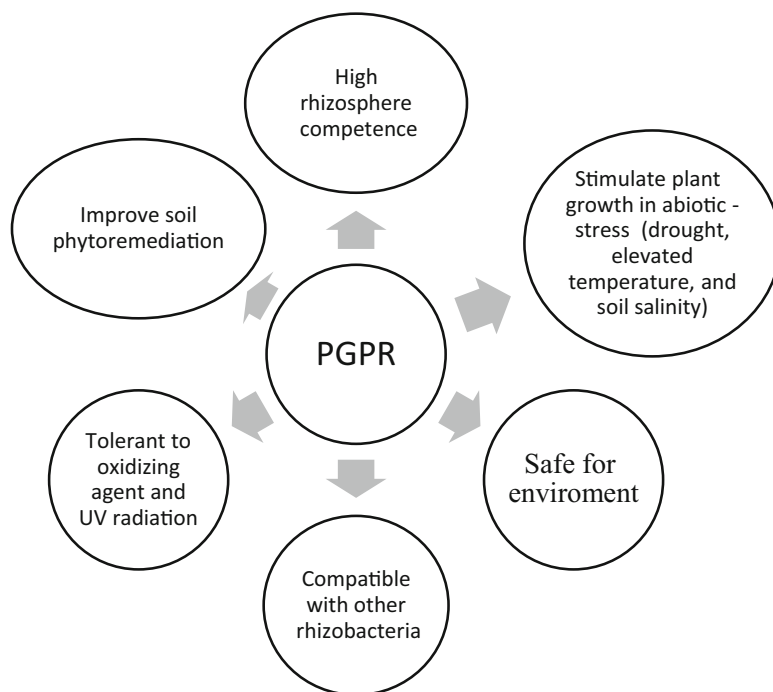 High
rhizosphere
competence
Stimulate plant
growth in abiotic -
stress (drought,
elevated
temperature, and
soil salinity)
Improve soil
phytoremediation
PGPR
Tolerant to
oxidizing
agent and
UV radiation
Safe for
enviroment
Compatible
with other
rhizobacteria